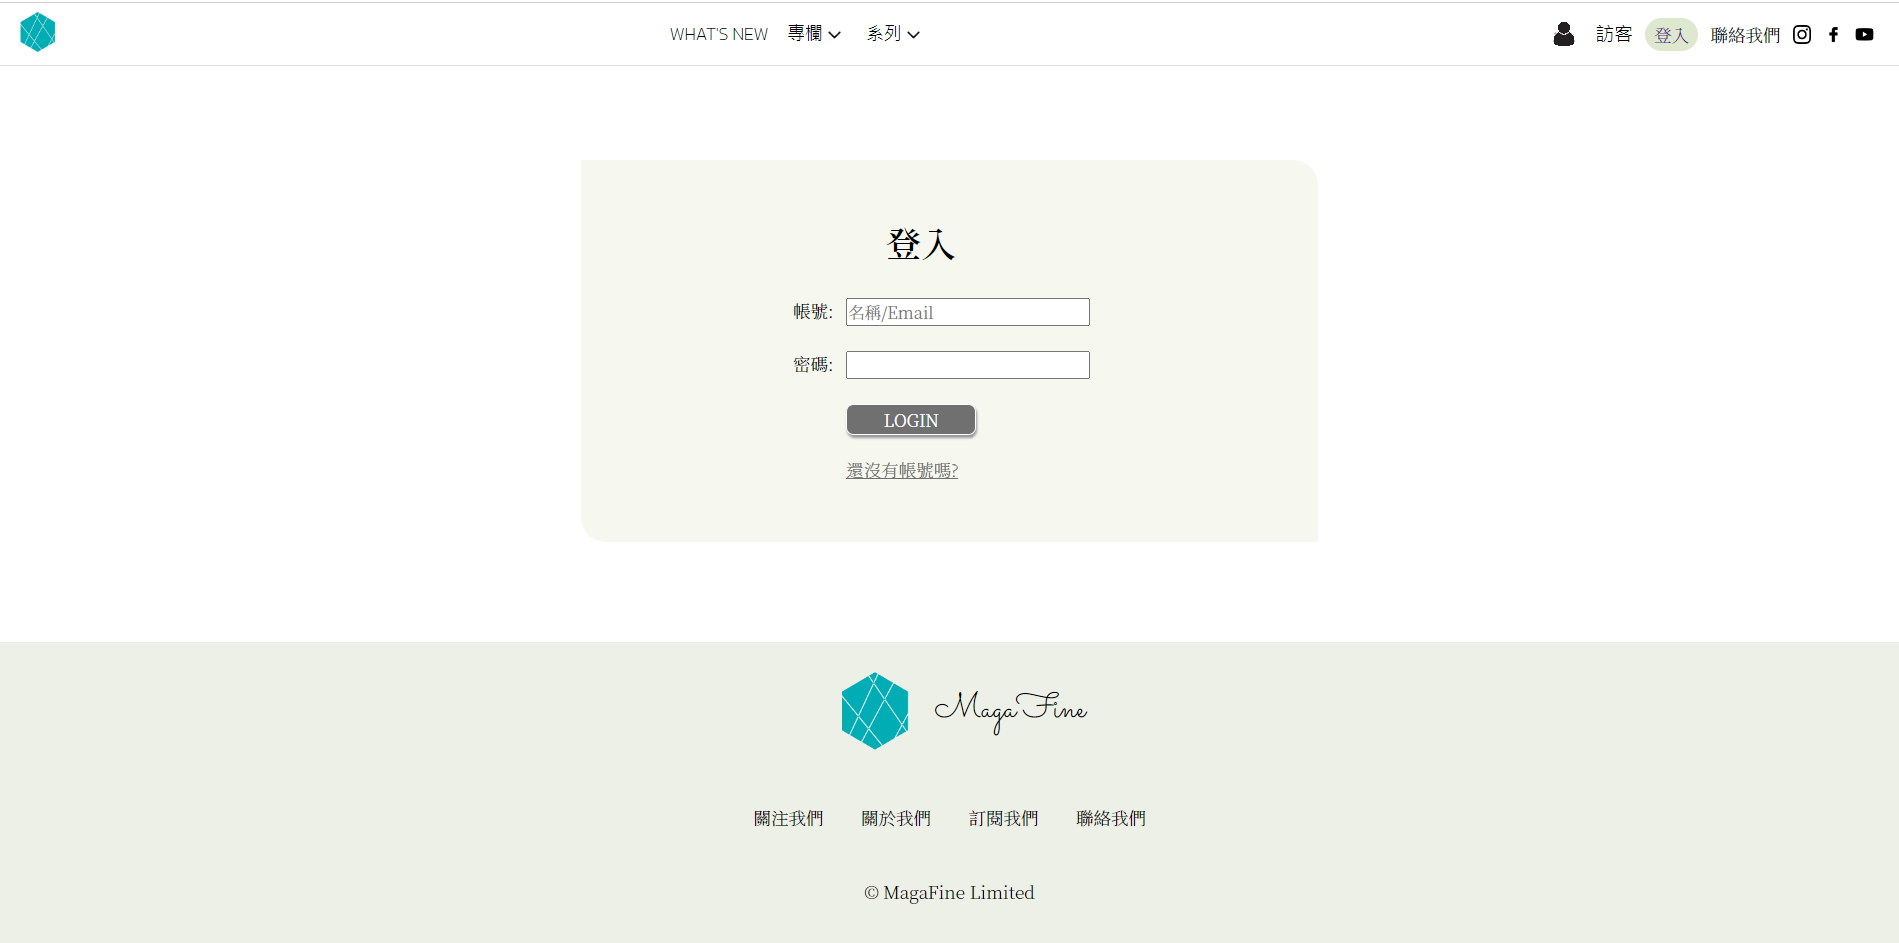 WHAT'S NEW 專欄 系列 訪客 登入 聯絡我們
登入
帳號: 名稱/Email
密碼:
LOGIN
還沒有帳號嗎?
MagaFine
關注我們 關於我們 訂閱我們 聯絡我們
© MagaFine Limited